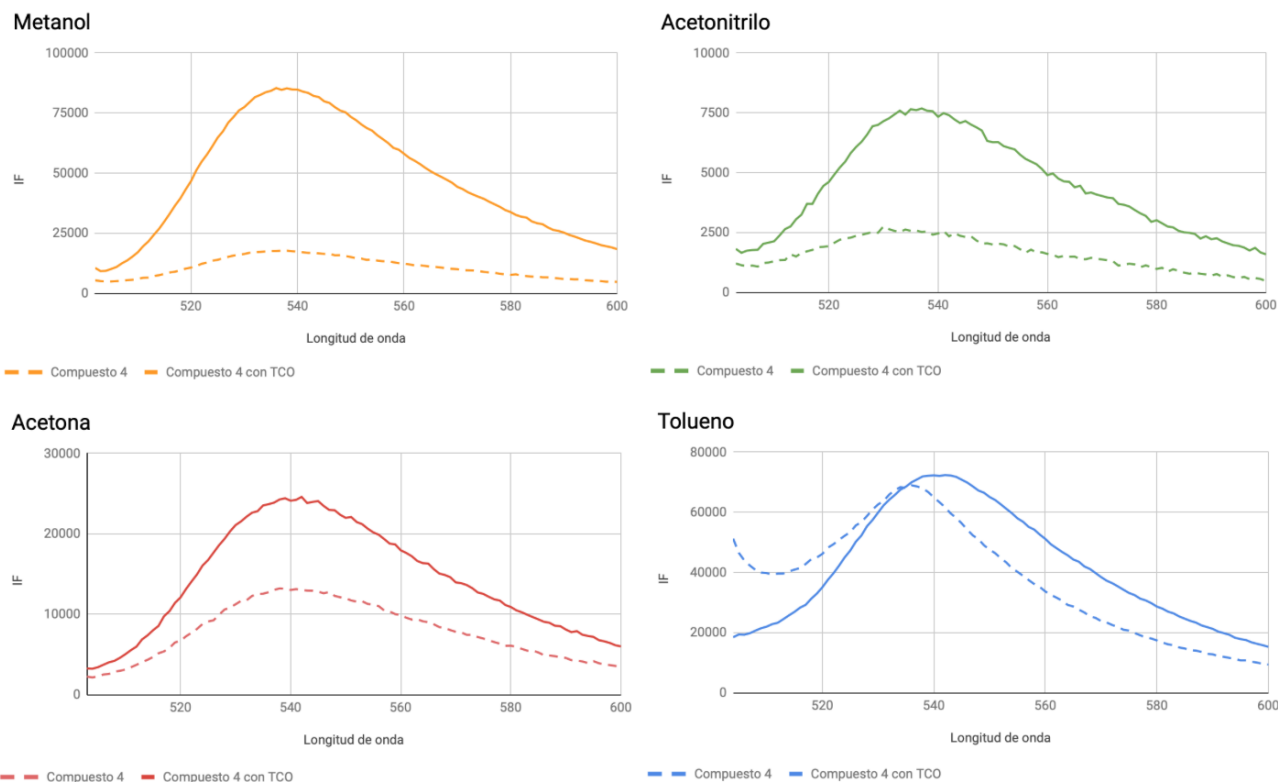 Metanol
100000
75000
50000
25000
0
IF
520 540 560 580 600
Longitud de onda
Compuesto 4 Compuesto 4 con TCO
Acetonitrilo
10000
7500
5000
2500
0
IF
520 540 560 580 600
Longitud de onda
Compuesto 4 Compuesto 4 con TCO
Acetona
30000
20000
10000
0
IF
520 540 560 580 600
Longitud de onda
Compuesto 4 Compuesto 4 con TCO
Tolueno
80000
60000
40000
20000
0
IF
520 540 560 580 600
Longitud de onda
Compuesto 4 Compuesto 4 con TCO